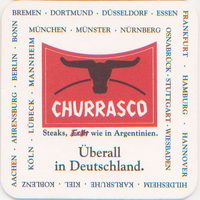 BREMEN · DORTMUND · DÜSSELDORF · ESSEN
FRANKFURT · HAMBURG · HANNOVER
HILDESHEIM · KARLSRUHE · KIEL · KOBLENZ
AACHEN · AHRENSBURG · BERLIN · BONN
MÜNCHEN · MÜNSTER · NÜRNBERG
OSNABRÜCK · STUTTGART · WIESBADEN
KÖLN · LÜBECK · MANNHEIM
CHURRASCO
Steaks, Echt wie in Argentinien.
Überall
in Deutschland.